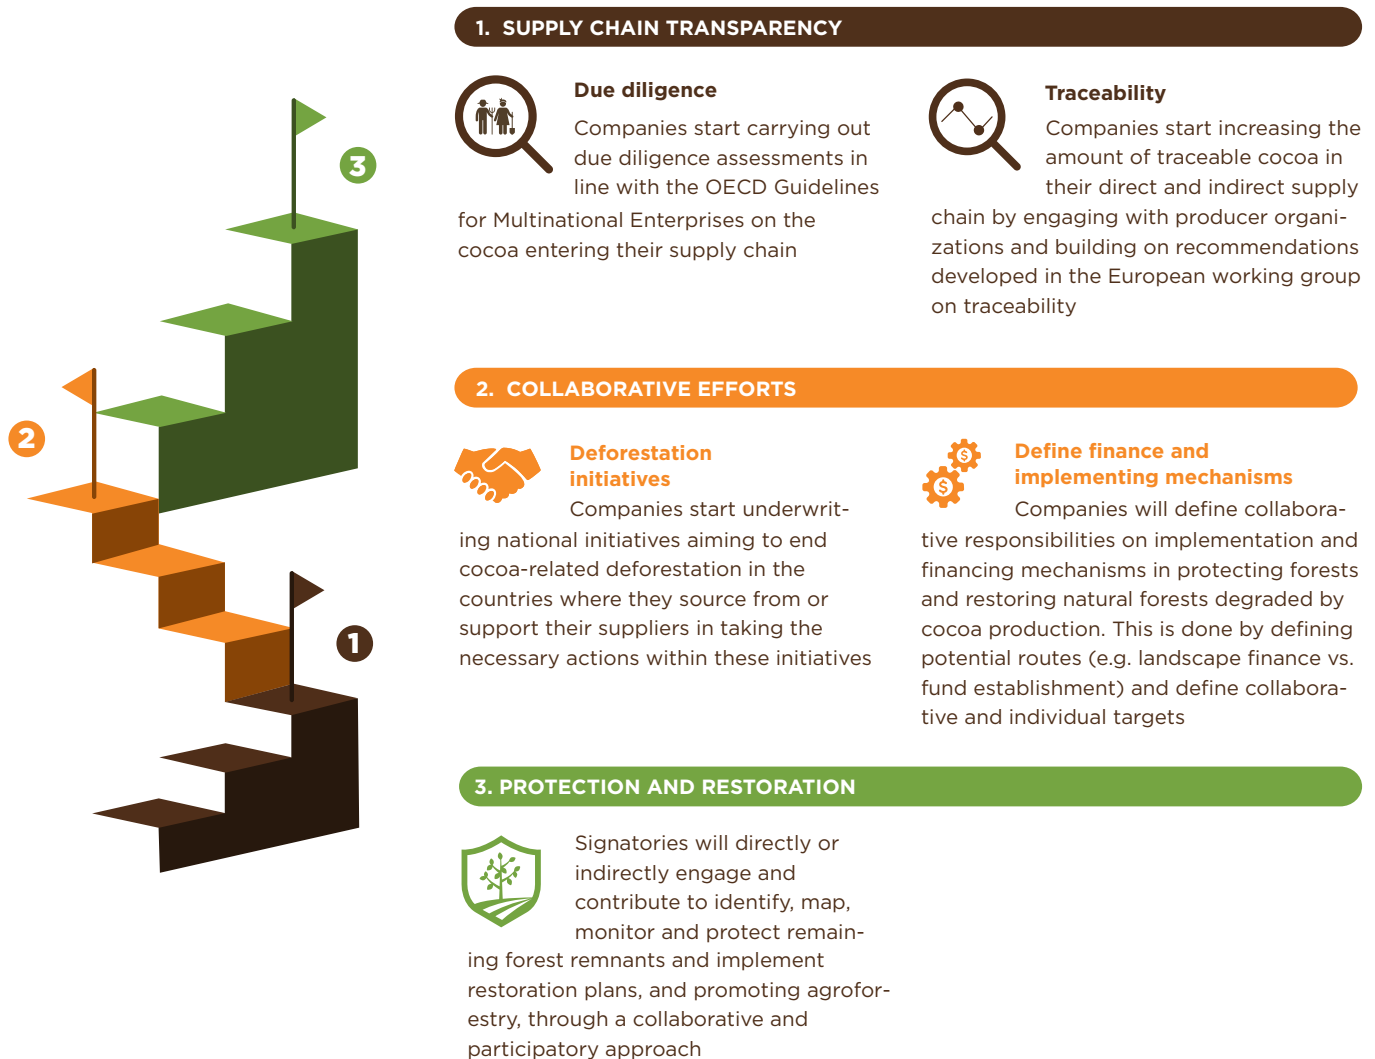 1. SUPPLY CHAIN TRANSPARENCY
Due diligence
Companies start carrying out
due diligence assessments in
line with the OECD Guidelines
for Multinational Enterprises on the
cocoa entering their supply chain
Traceability
Companies start increasing the
amount of traceable cocoa in
their direct and indirect supply
chain by engaging with producer organi-
zations and building on recommendations
developed in the European working group
on traceability
3
2
1
2. COLLABORATIVE EFFORTS
Deforestation
initiatives
Companies start underwrit-
ing national initiatives aiming to end
cocoa-related deforestation in the
countries where they source from or
support their suppliers in taking the
necessary actions within these initiatives
$
$
Define finance and
implementing mechanisms
Companies will define collabora-
tive responsibilities on implementation and
financing mechanisms in protecting forests
and restoring natural forests degraded by
cocoa production. This is done by defining
potential routes (e.g. landscape finance vs.
fund establishment) and define collabora-
tive and individual targets
3. PROTECTION AND RESTORATION
Signatories will directly or
indirectly engage and
contribute to identify, map,
monitor and protect remain-
ing forest remnants and implement
restoration plans, and promoting agrofor-
estry, through a collaborative and
participatory approach